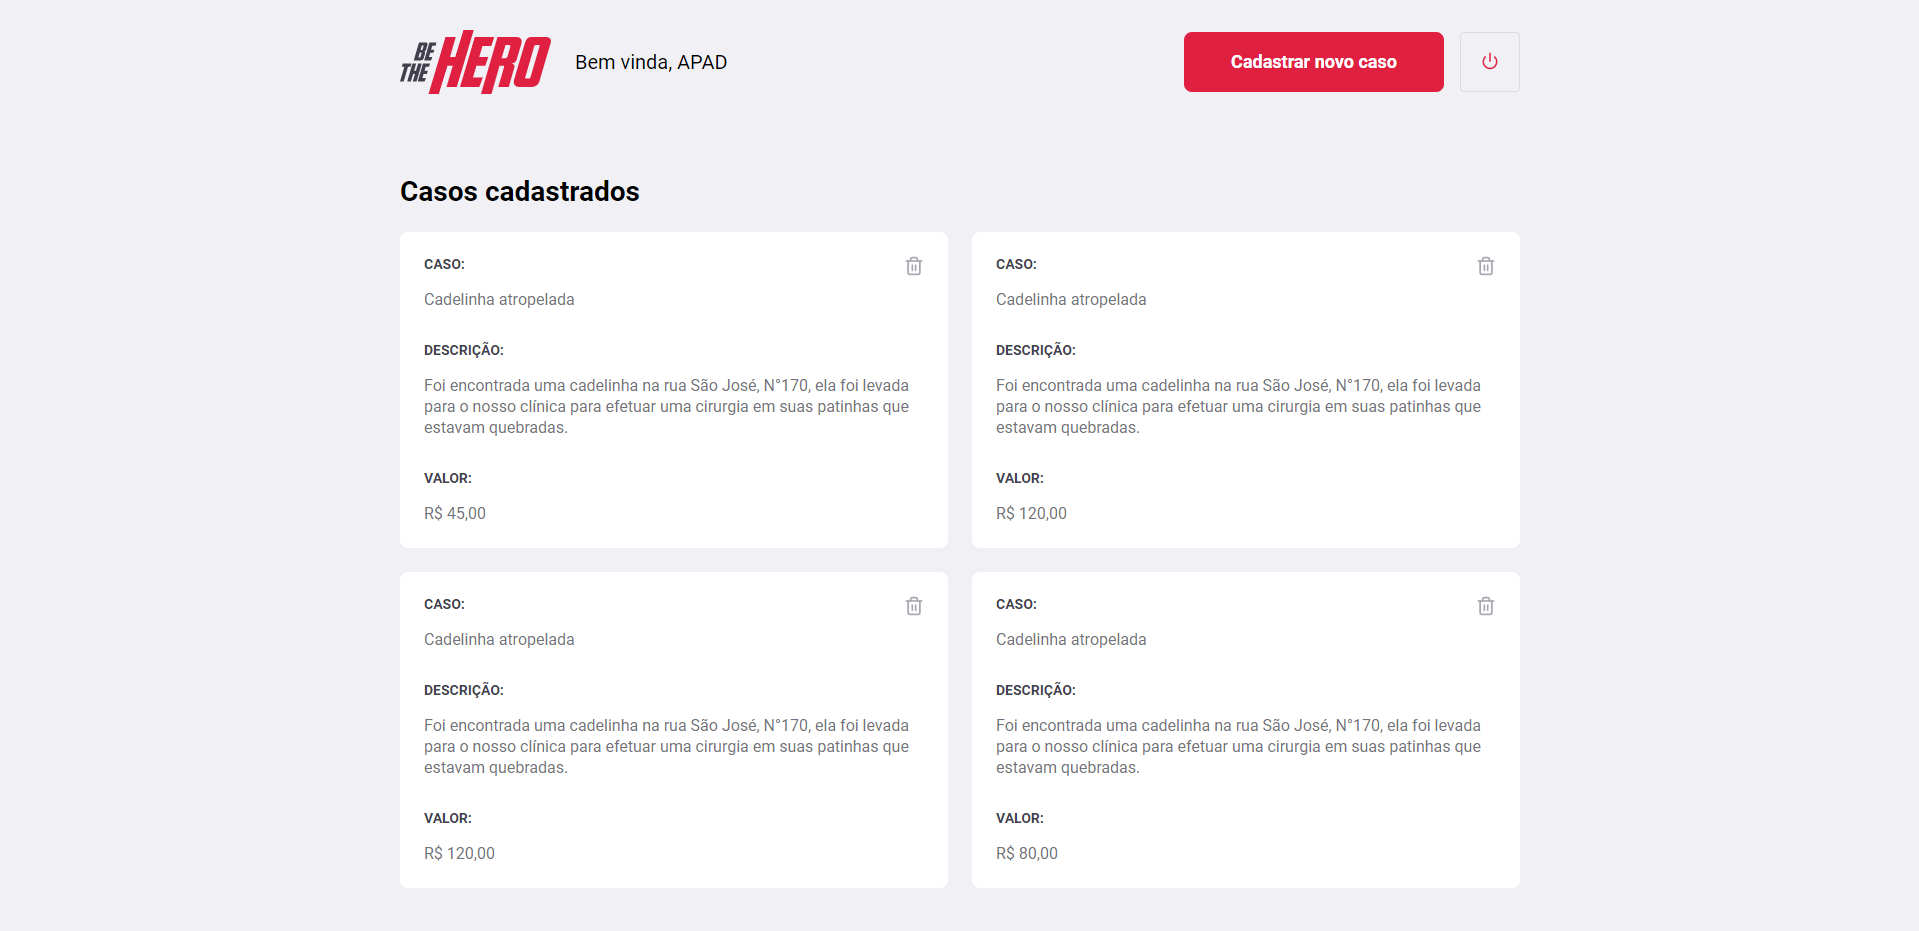 BE THE HERO
Bem vinda, APAD
Cadastrar novo caso
Casos cadastrados
CASO:
Cadelinha atropelada
DESCRIÇÃO:
Foi encontrada uma cadelinha na rua São José, N°170, ela foi levada
para o nosso clínica para efetuar uma cirurgia em suas patinhas que
estavam quebradas.
VALOR:
R$ 45,00
CASO:
Cadelinha atropelada
DESCRIÇÃO:
Foi encontrada uma cadelinha na rua São José, N°170, ela foi levada
para o nosso clínica para efetuar uma cirurgia em suas patinhas que
estavam quebradas.
VALOR:
R$ 120,00
CASO:
Cadelinha atropelada
DESCRIÇÃO:
Foi encontrada uma cadelinha na rua São José, N°170, ela foi levada
para o nosso clínica para efetuar uma cirurgia em suas patinhas que
estavam quebradas.
VALOR:
R$ 120,00
CASO:
Cadelinha atropelada
DESCRIÇÃO:
Foi encontrada uma cadelinha na rua São José, N°170, ela foi levada
para o nosso clínica para efetuar uma cirurgia em suas patinhas que
estavam quebradas.
VALOR:
R$ 80,00